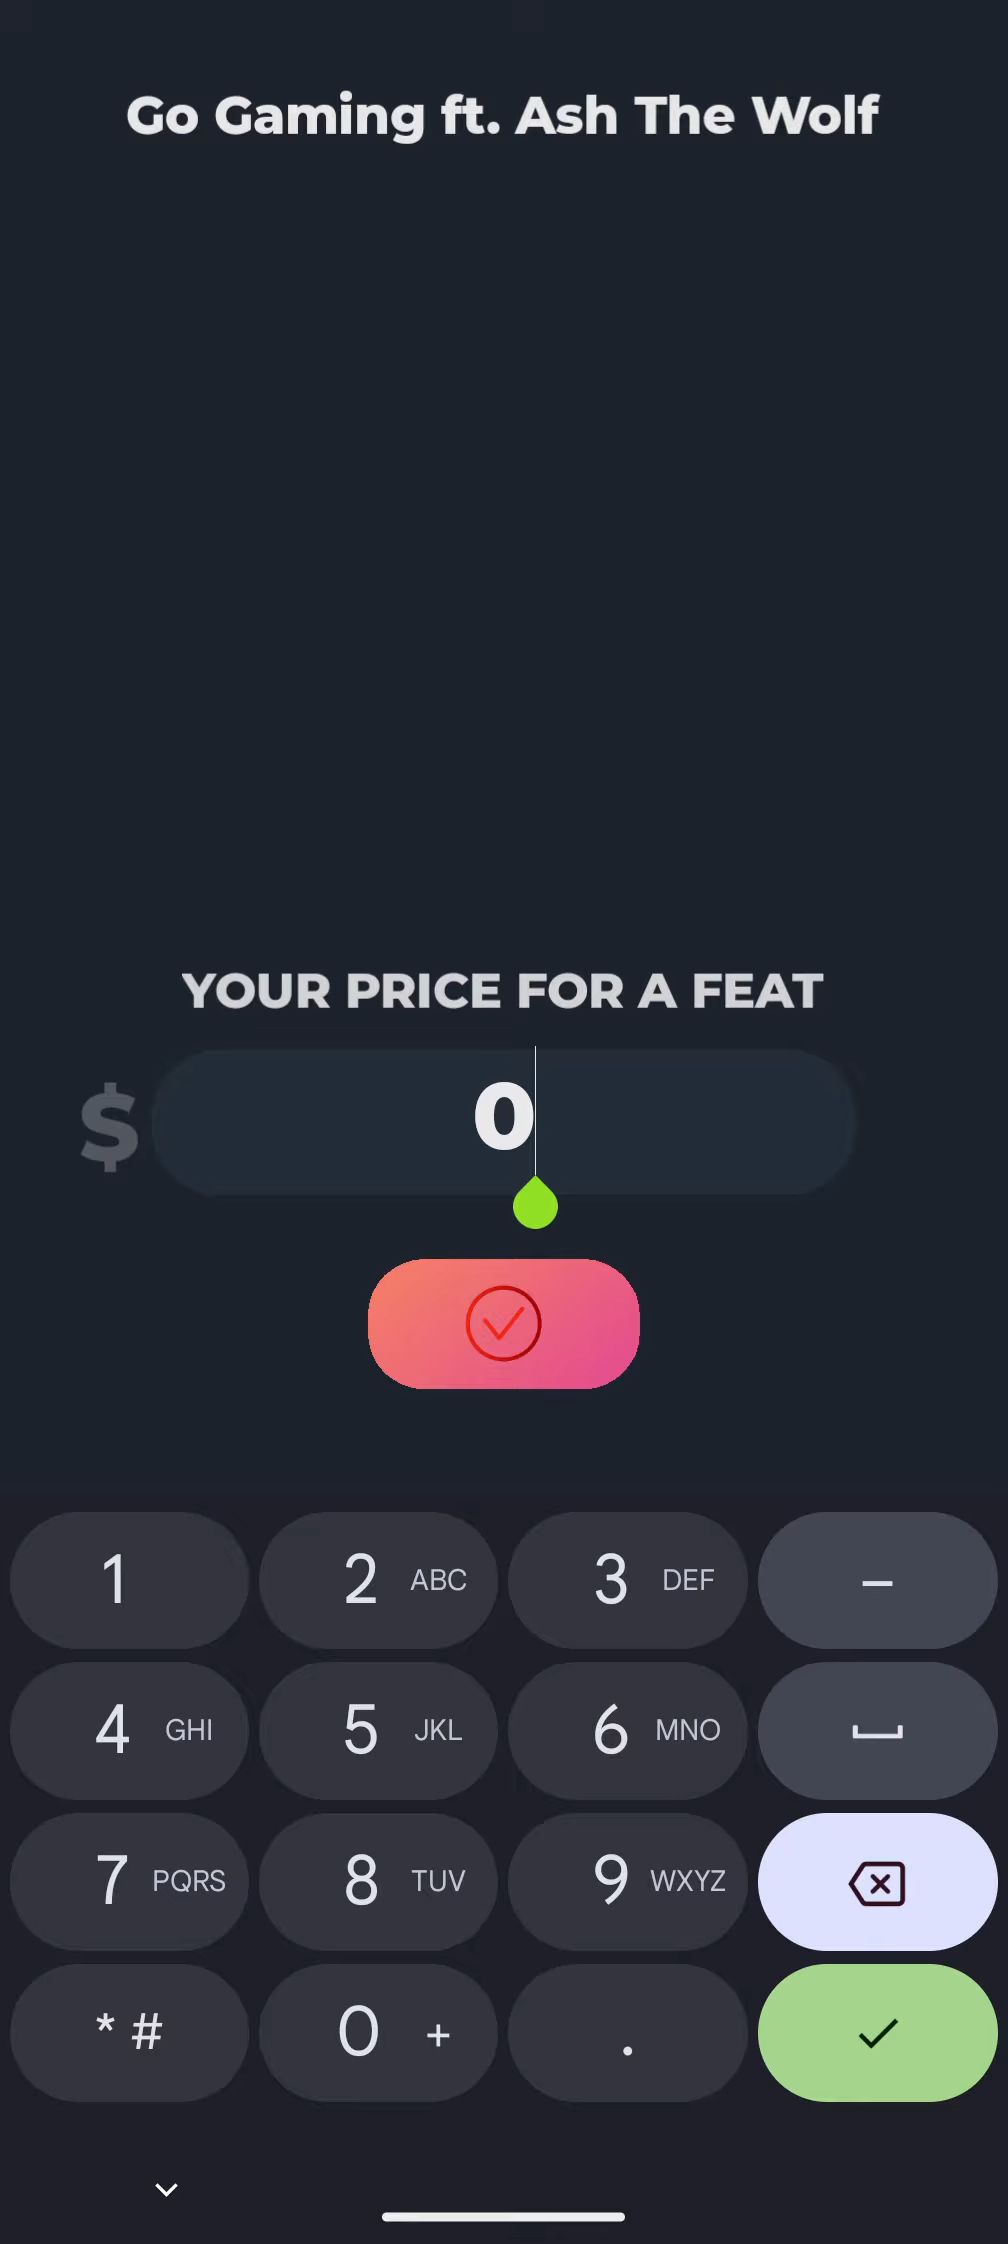 Go Gaming ft. Ash The Wolf
YOUR PRICE FOR A FEAT
$ 0
1 2 ABC 3 DEF –
4 GHI 5 JKL 6 MNO
7 PQRS 8 TUV 9 WXYZ
* # 0 + .